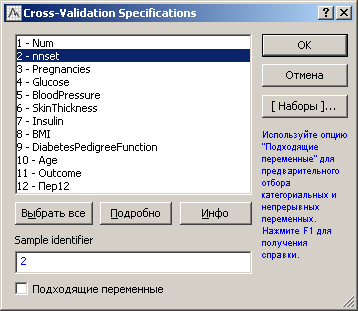 Cross-Validation Specifications
1 - Num
2 - nnset
3 - Pregnancies
4 - Glucose
5 - BloodPressure
6 - SkinThickness
7 - Insulin
8 - BMI
9 - DiabetesPedigreeFunction
10 - Age
11 - Outcome
12 - Пер12
OK
Отмена
[ Наборы ]...
Используйте опцию
"Подходящие
переменные" для
предварительного
отбора
категориальных и
непрерывных
переменных.
Нажмите F1 для
получения
справки.
Выбрать все
Подробно
Инфо
Sample identifier
2
Подходящие переменные